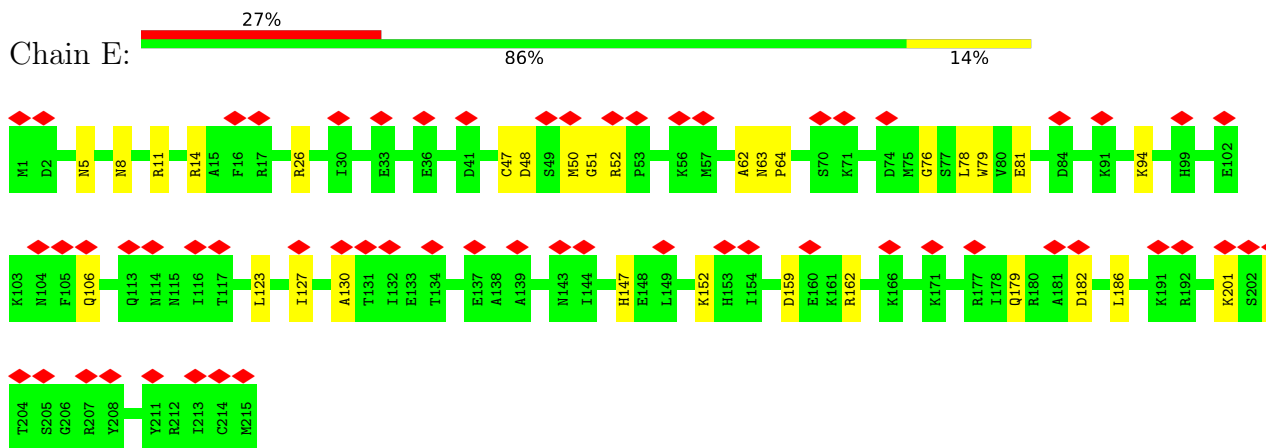 27%
Chain E:
86% 14%
M1 D2 N5 N8 R11 R14 A15 F16 R17 R26 I30 E33 E36 D41 C47 D48 S49 M50 G51 R52 P53 K56 M57 A62 N63 P64 S70 K71 D74 M75 G76 S77 L78 W79 V80 E81 D84 K91 K94 H99 E102
K103 N104 F105 Q106 Q113 N114 N115 I116 T117 L123 I127 A130 T131 I132 E133 T134 E137 A138 A139 N143 I144 H147 E148 L149 K152 H153 I154 D159 E160 K161 R162 K166 K171 R177 I178 Q179 R180 A181 D182 L186 K191 R192 K201 S202
T204 S205 G206 R207 Y208 Y211 R212 I213 C214 M215